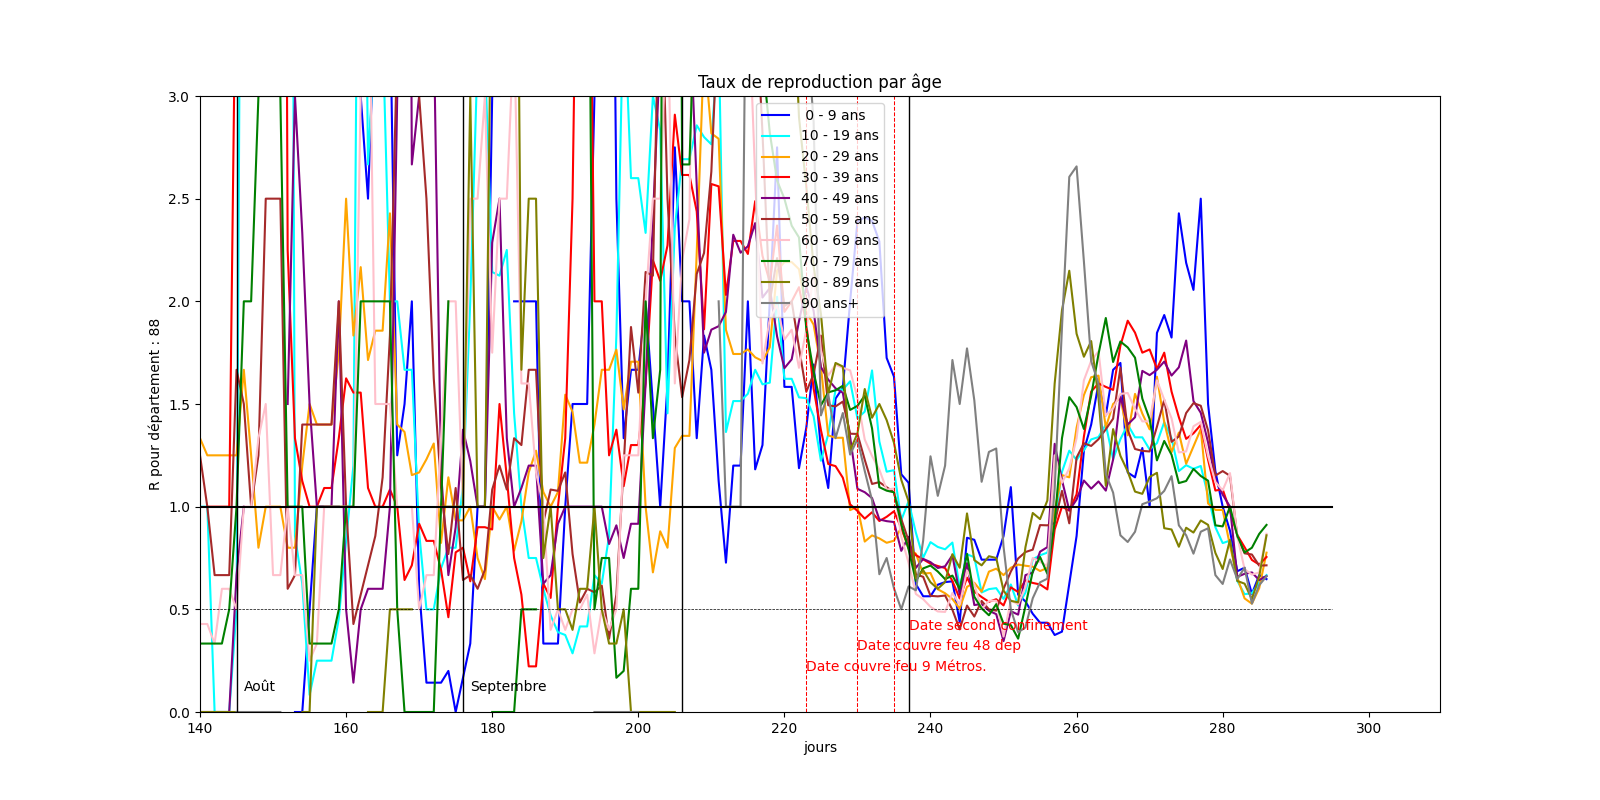 Taux de reproduction par âge
3.0
2.5
2.0
1.5
1.0
0.5
0.0
R pour département : 88
0 - 9 ans
10 - 19 ans
20 - 29 ans
30 - 39 ans
40 - 49 ans
50 - 59 ans
60 - 69 ans
70 - 79 ans
80 - 89 ans
90 ans+
Date second confinement
Date couvre feu 48 dep
Date couvre feu 9 Métros.
Août
Septembre
140 160 180 200 220 240 260 280 300
jours